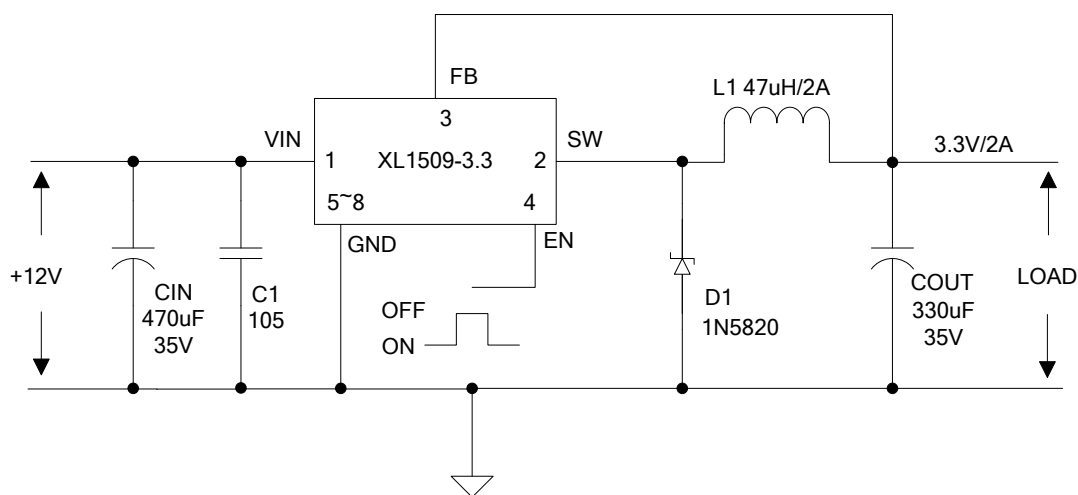 FB
L1 47uH/2A
3
VIN
SW
3.3V/2A
1
XL1509-3.3
2
5~8
4
GND
EN
+12V
CIN
470uF
35V
C1
105
OFF
ON
D1
1N5820
COUT
330uF
35V
LOAD